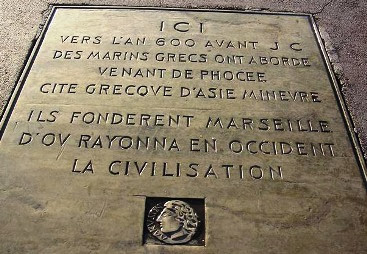 ICI
VERS L'AN 600 AVANT J C
DES MARINS GRECS ONT ABORDE
VENANT DE PHOCEE
CITE GRECQVE D'ASIE MINEVRE
ILS FONDERENT MARSEILLE
D'OV RAYONNA EN OCCIDENT
LA CIVILISATION